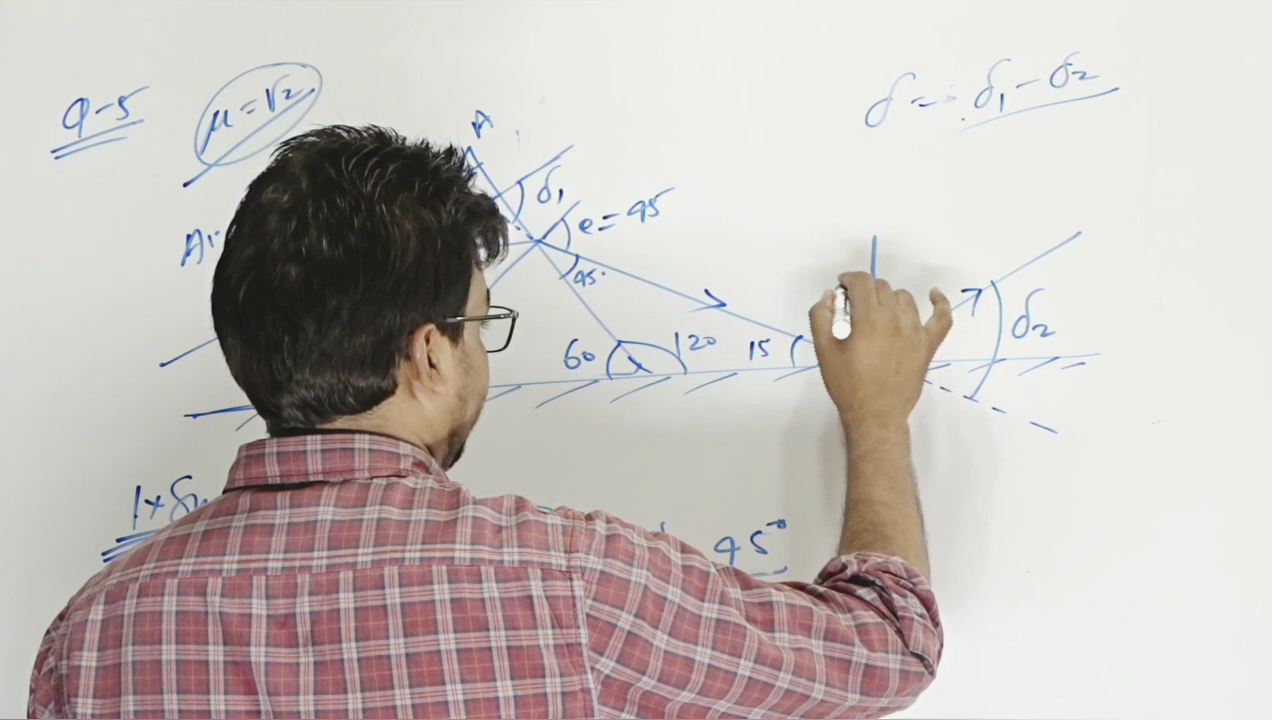 Q-5
μ = √2
δ = δ₁ - δ₂
A
δ₁
e = 45
45°
60
120
15
δ₂
45°